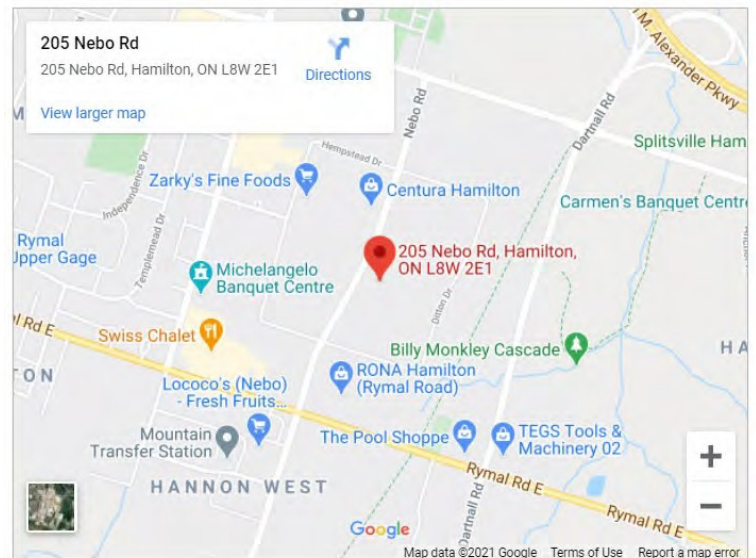 205 Nebo Rd
205 Nebo Rd, Hamilton, ON L8W 2E1
Directions
View larger map
M. Alexander Pkwy
Nebo Rd
Dartnall Rd
Splitsville Ham
Hempstead Dr
Independence Dr
Zarky's Fine Foods
Centura Hamilton
Carmen's Banquet Centre
Templemead Dr
Rymal
Upper Gage
205 Nebo Rd, Hamilton,
ON L8W 2E1
Michelangelo
Banquet Centre
Ditton Dr
Swiss Chalet
Billy Monkley Cascade
HA
al Rd E
TON
RONA Hamilton
(Rymal Road)
Lococo's (Nebo)
- Fresh Fruits...
Mountain
Transfer Station
The Pool Shoppe
TEGS Tools &
Machinery 02
HANNON WEST
Rymal Rd E
Dartnall Rd
Rymal Rd E
Google
Map data ©2021 Google Terms of Use Report a map error